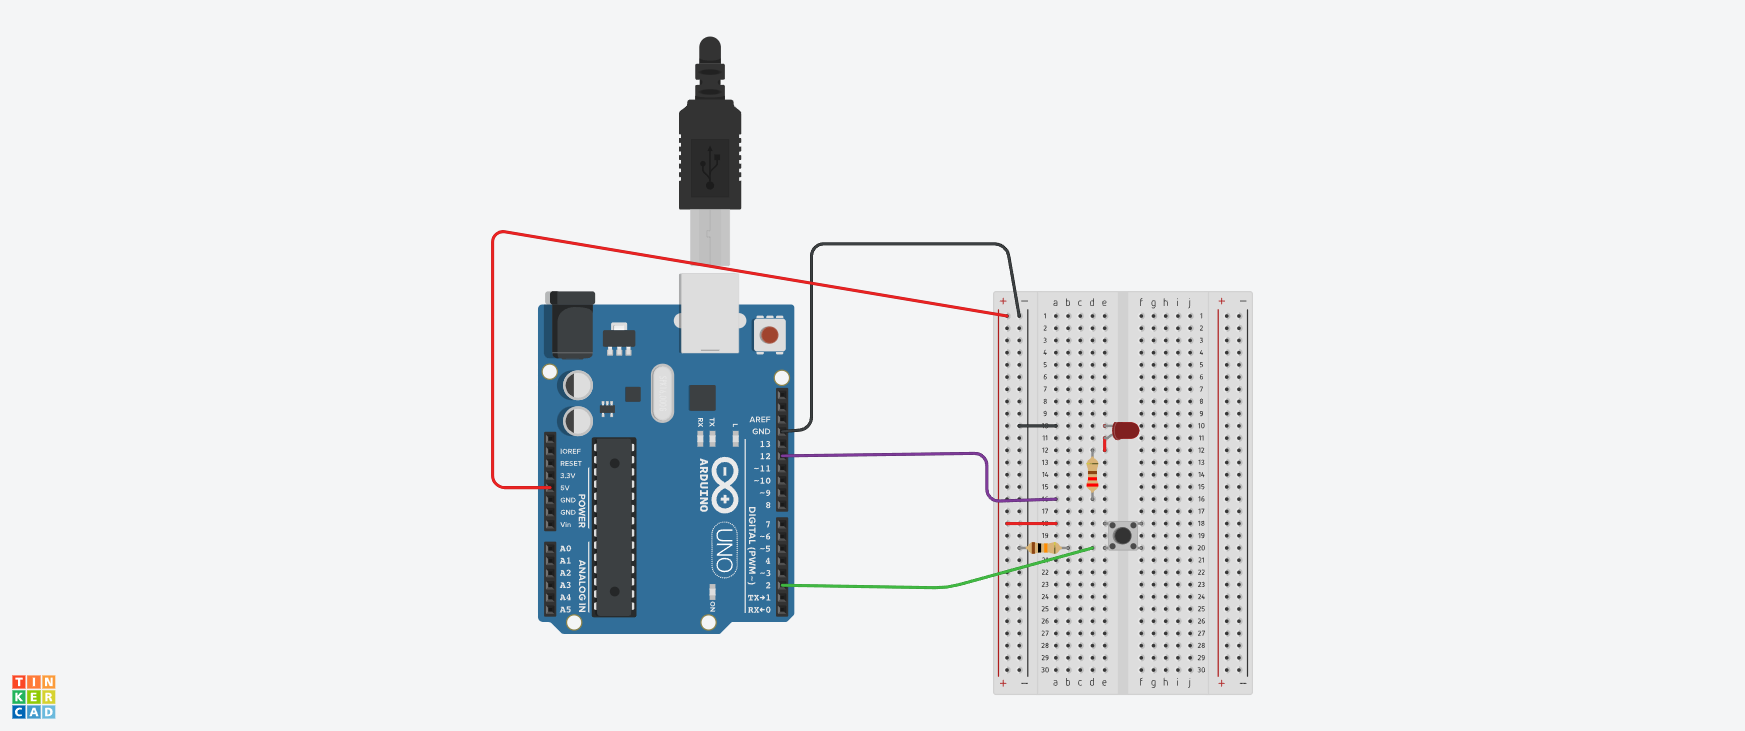 + − a b c d e f g h i j + −
1 1
2 2
3 3
4 4
5 5
6 6
7 7
8 8
9 9
10 10
11 11
12 12
13 13
14 14
15 15
16 16
17 17
18 18
19 19
20 20
21 21
22 22
23 23
24 24
25 25
26 26
27 27
28 28
29 29
30 30
+ − a b c d e f g h i j + −
AREF
GND
13
12
~11
~10
~9
8
7
~6
~5
4
~3
2
TX→1
RX←0
DIGITAL (PWM~)
RX
TX
L
ARDUINO
UNO
ON
IOREF
RESET
3.3V
5V
GND
GND
Vin
POWER
A0
A1
A2
A3
A4
A5
ANALOG IN
TIN
KER
CAD